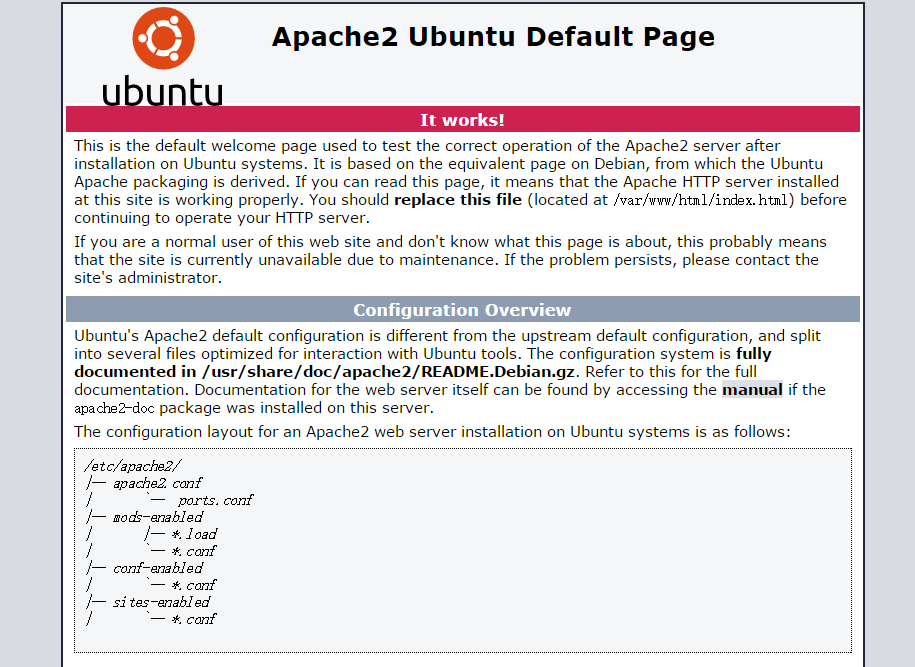 ubuntu
Apache2 Ubuntu Default Page
It works!
This is the default welcome page used to test the correct operation of the Apache2 server after
installation on Ubuntu systems. It is based on the equivalent page on Debian, from which the Ubuntu
Apache packaging is derived. If you can read this page, it means that the Apache HTTP server installed
at this site is working properly. You should replace this file (located at /var/www/html/index.html) before
continuing to operate your HTTP server.
If you are a normal user of this web site and don't know what this page is about, this probably means
that the site is currently unavailable due to maintenance. If the problem persists, please contact the
site's administrator.
Configuration Overview
Ubuntu's Apache2 default configuration is different from the upstream default configuration, and split
into several files optimized for interaction with Ubuntu tools. The configuration system is fully
documented in /usr/share/doc/apache2/README.Debian.gz. Refer to this for the full
documentation. Documentation for the web server itself can be found by accessing the manual if the
apache2-doc package was installed on this server.
The configuration layout for an Apache2 web server installation on Ubuntu systems is as follows:
/etc/apache2/
|-- apache2.conf
|       `--  ports.conf
|-- mods-enabled
|       |-- *.load
|       `-- *.conf
|-- conf-enabled
|       `-- *.conf
|-- sites-enabled
|       `-- *.conf